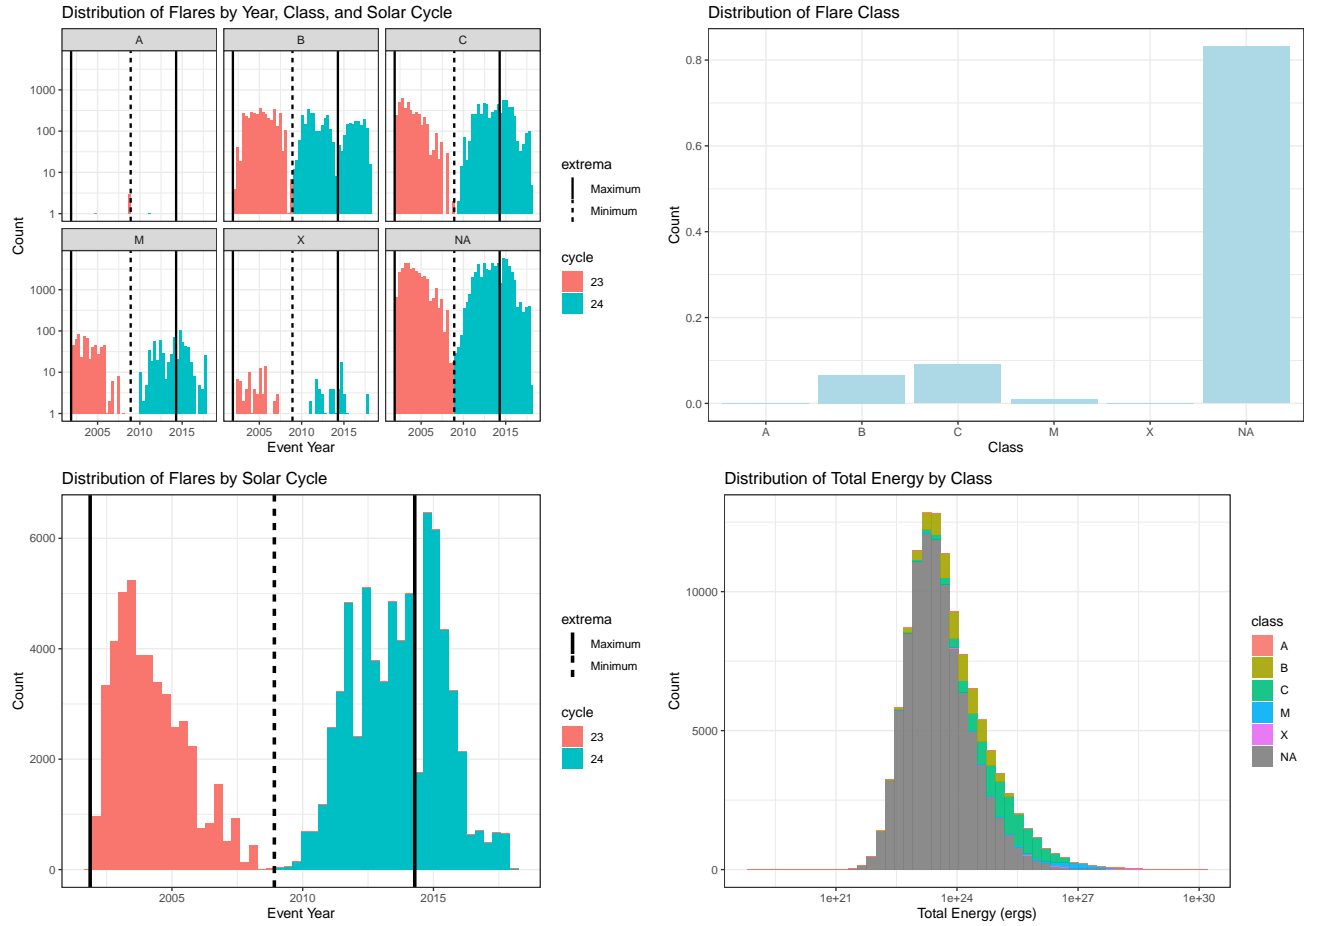 Distribution of Flares by Year, Class, and Solar Cycle
A
B
C
1000
100
10
1
M
X
NA
1000
100
10
1
2005
2010
2015
2005
2010
2015
2005
2010
2015
Event Year
Count
extrema
Maximum
Minimum
cycle
23
24
Distribution of Flare Class
0.8
0.6
0.4
0.2
0.0
A
B
C
M
X
NA
Class
Count
Distribution of Flares by Solar Cycle
6000
4000
2000
0
2005
2010
2015
Event Year
Count
extrema
Maximum
Minimum
cycle
23
24
Distribution of Total Energy by Class
10000
5000
0
1e+21
1e+24
1e+27
1e+30
Total Energy (ergs)
Count
class
A
B
C
M
X
NA